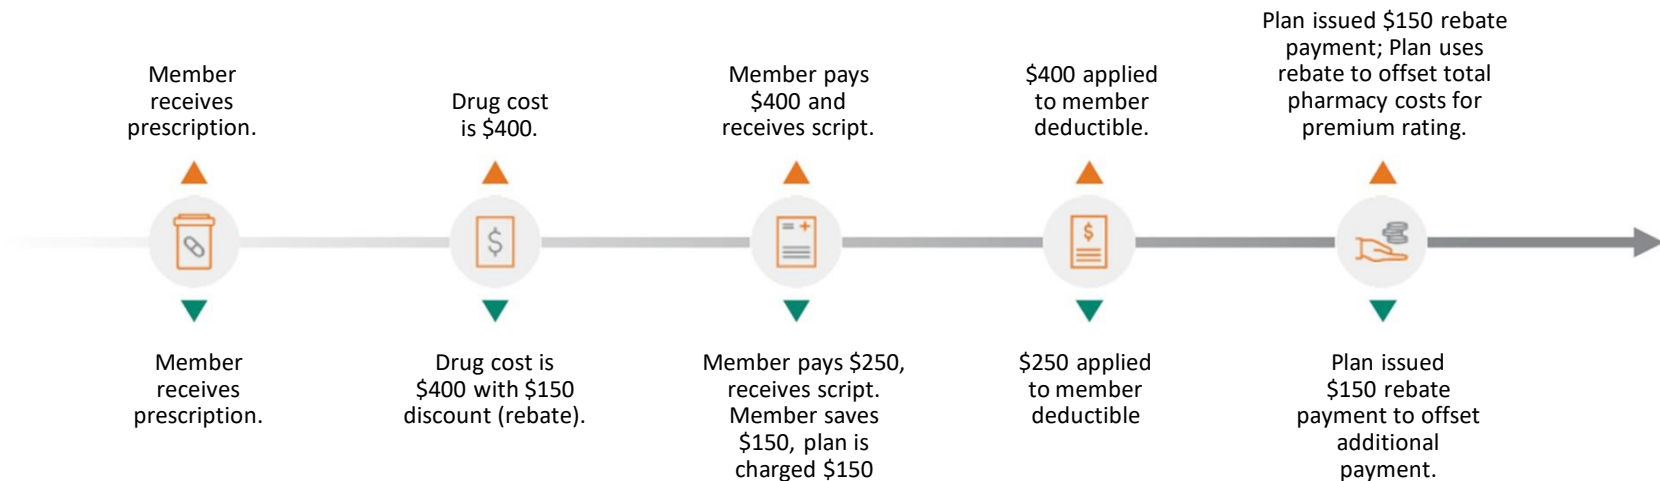 Member
receives
prescription.
Drug cost
is $400.
Member pays
$400 and
receives script.
$400 applied
to member
deductible.
Plan issued $150 rebate
payment; Plan uses
rebate to offset total
pharmacy costs for
premium rating.
$
$
Member
receives
prescription.
Drug cost is
$400 with $150
discount (rebate).
Member pays $250,
receives script.
Member saves
$150, plan is
charged $150
$250 applied
to member
deductible
Plan issued
$150 rebate
payment to offset
additional
payment.